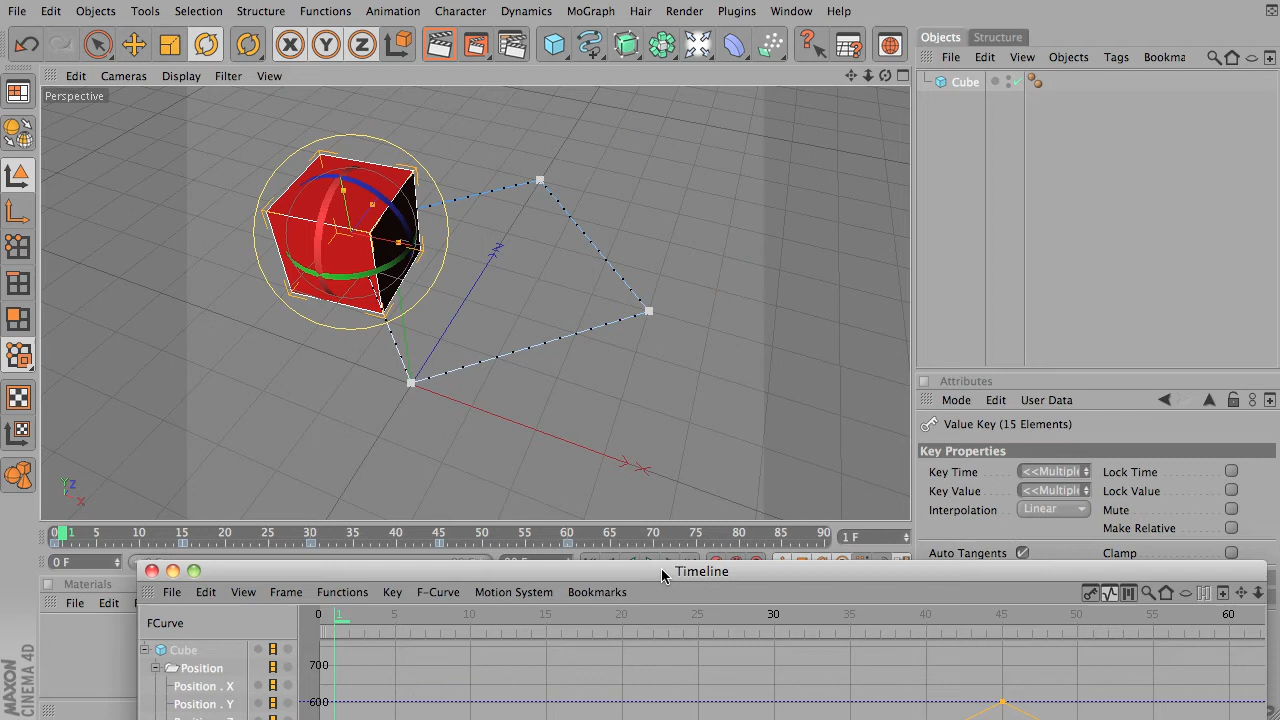 File Edit Objects Tools Selection Structure Functions Animation Character Dynamics MoGraph Hair Render Plugins Window Help
Objects Structure
File Edit View Objects Tags Bookma
Edit Cameras Display Filter View
Perspective
Cube
Attributes
Mode Edit User Data
Value Key (15 Elements)
Key Properties
Key Time <<Multipl Lock Time
Key Value <<Multipl Lock Value
Interpolation Linear Mute
Make Relative
Auto Tangents Clamp
Z
Y Z
X
0 1 5 10 15 20 25 30 35 40 45 50 55 60 65 70 75 80 85 90 1 F
0 F
Materials
File Edit
Timeline
File Edit View Frame Functions Key F-Curve Motion System Bookmarks
FCurve
0 1 5 10 15 20 25 30 35 40 45 50 55 60
Cube
Position
Position . X
Position . Y
700
600
MAXON
CINEMA 4D